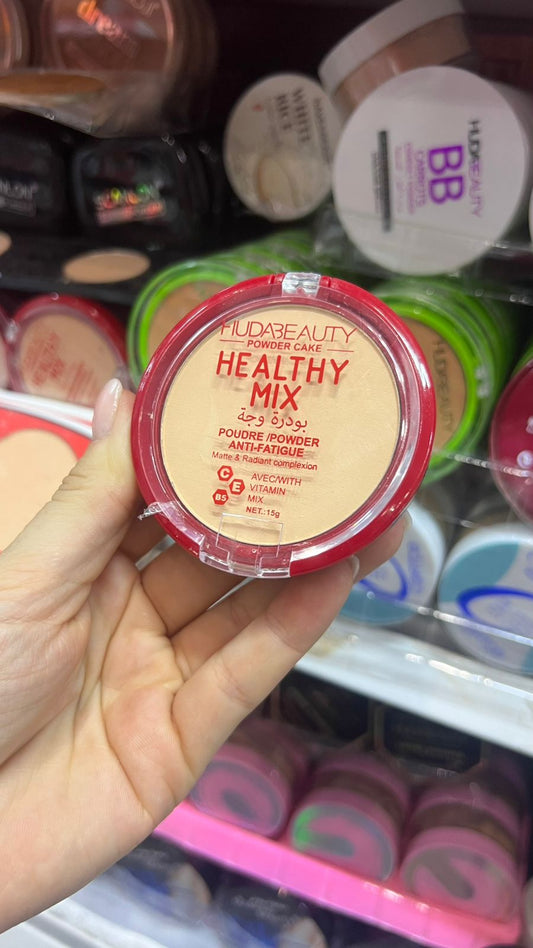 HUDABEAUTY
POWDER CAKE
HEALTHY
MIX
بودرة وجة
POUDRE /POWDER
ANTI-FATIGUE
Matte & Radiant complexion
C
E
B5
AVEC/WITH
VITAMIN
MIX
NET.:15g
WHITE
HUDABEAUTY
BB